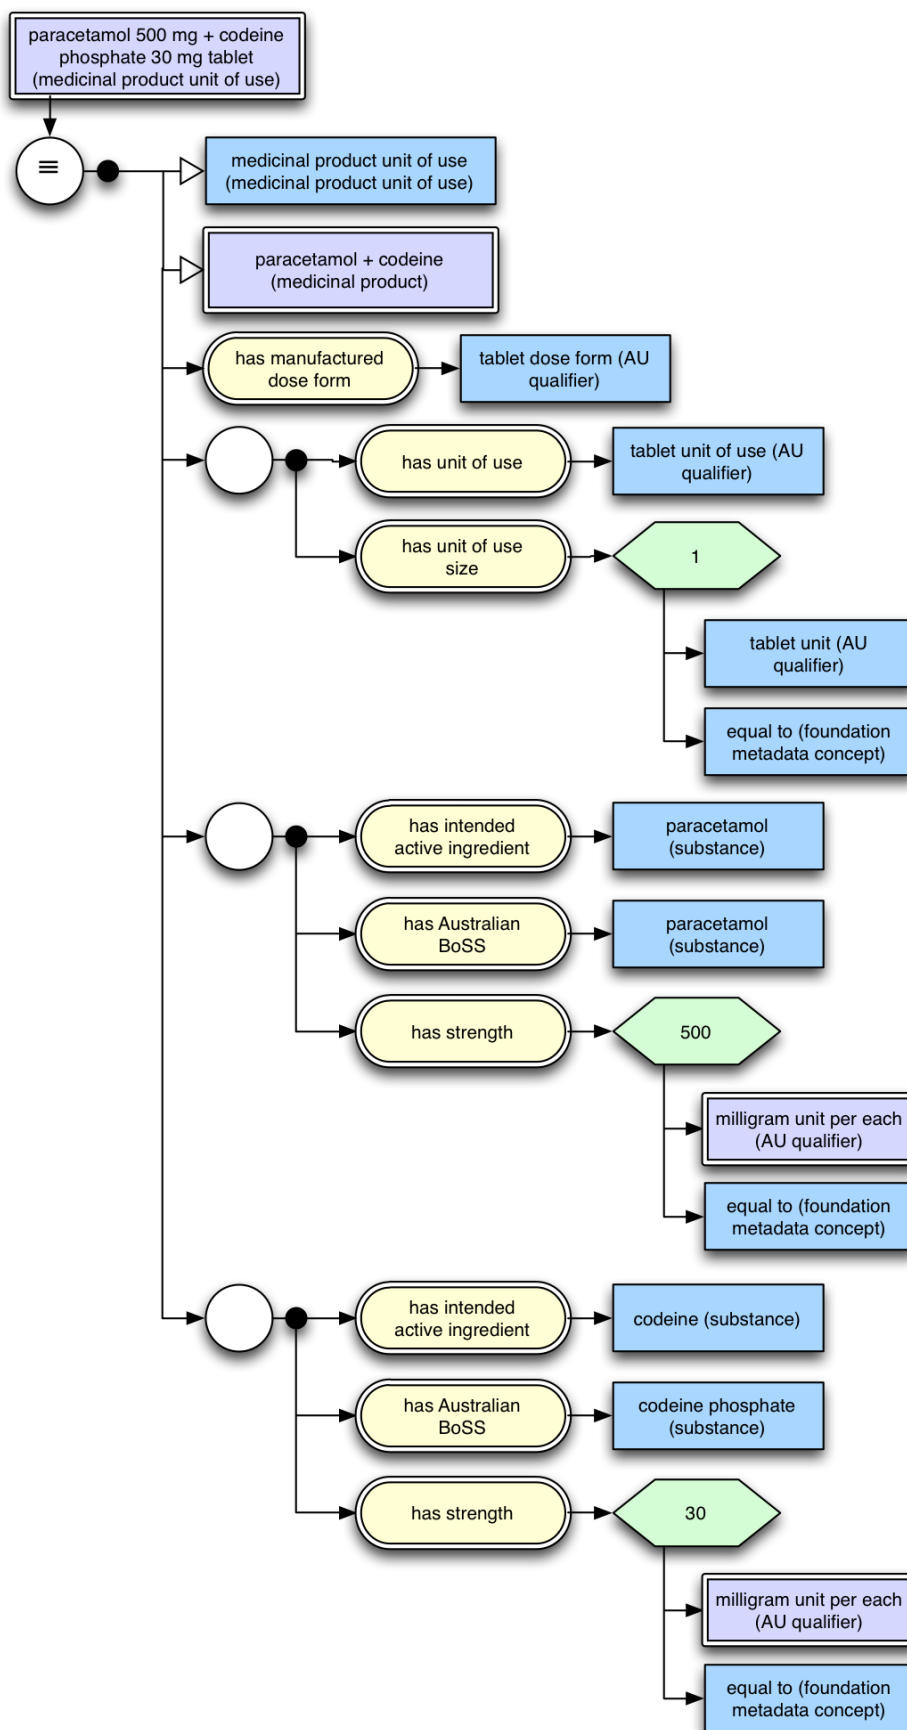 paracetamol 500 mg + codeine
phosphate 30 mg tablet
(medicinal product unit of use)
≡
medicinal product unit of use
(medicinal product unit of use)
paracetamol + codeine
(medicinal product)
has manufactured
dose form
tablet dose form (AU
qualifier)
has unit of use
tablet unit of use (AU
qualifier)
has unit of use
size
1
tablet unit (AU
qualifier)
equal to (foundation
metadata concept)
has intended
active ingredient
paracetamol
(substance)
has Australian
BoSS
paracetamol
(substance)
has strength
500
milligram unit per each
(AU qualifier)
equal to (foundation
metadata concept)
has intended
active ingredient
codeine (substance)
has Australian
BoSS
codeine phosphate
(substance)
has strength
30
milligram unit per each
(AU qualifier)
equal to (foundation
metadata concept)